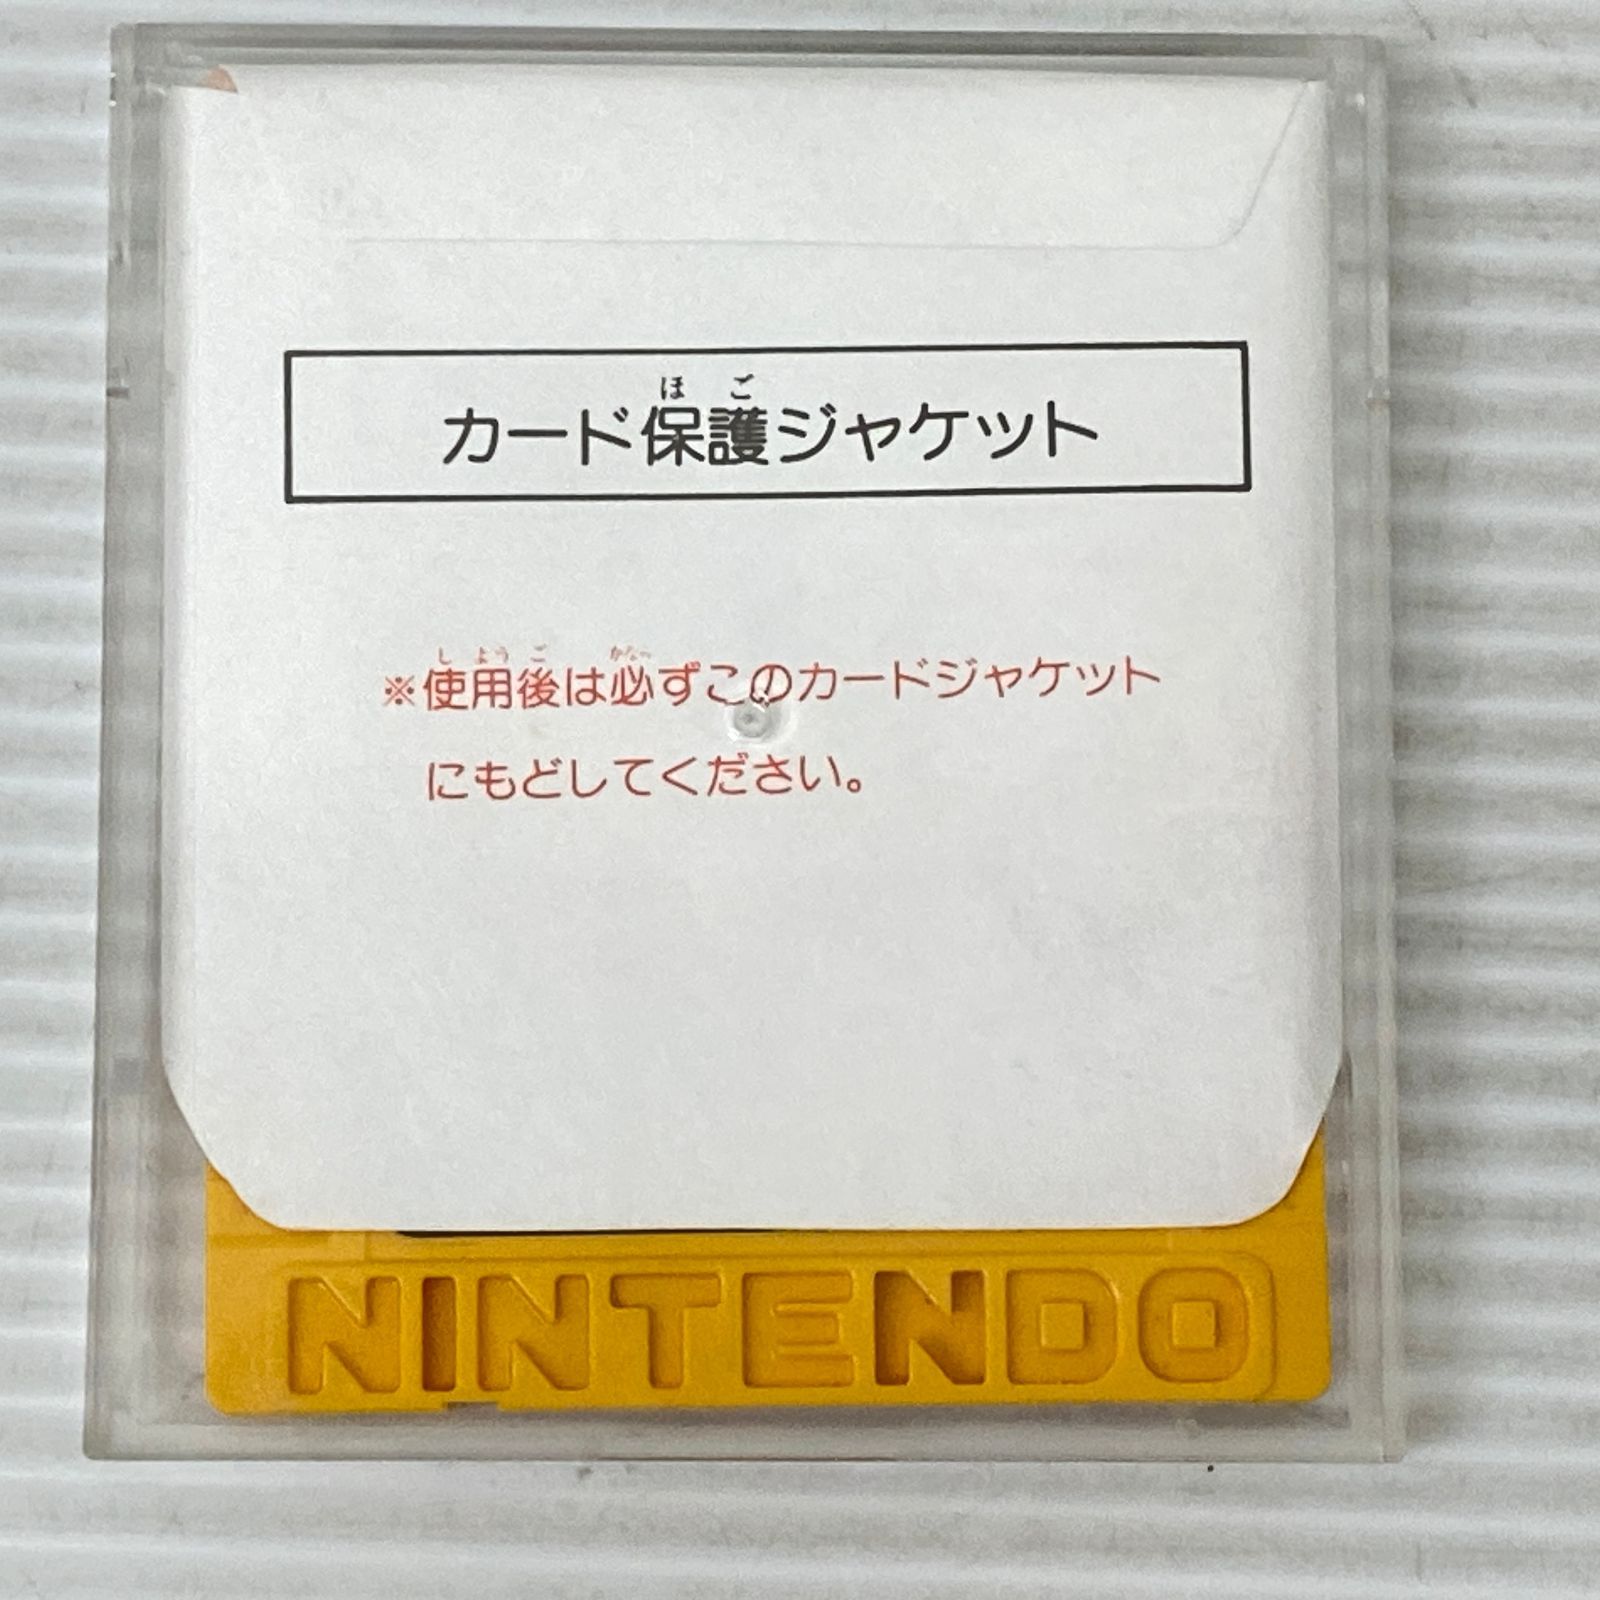 カード保護ジャケット
ほご
※使用後は必ずこのカードジャケット
しようご かなら
にもどしてください。
NINTENDO